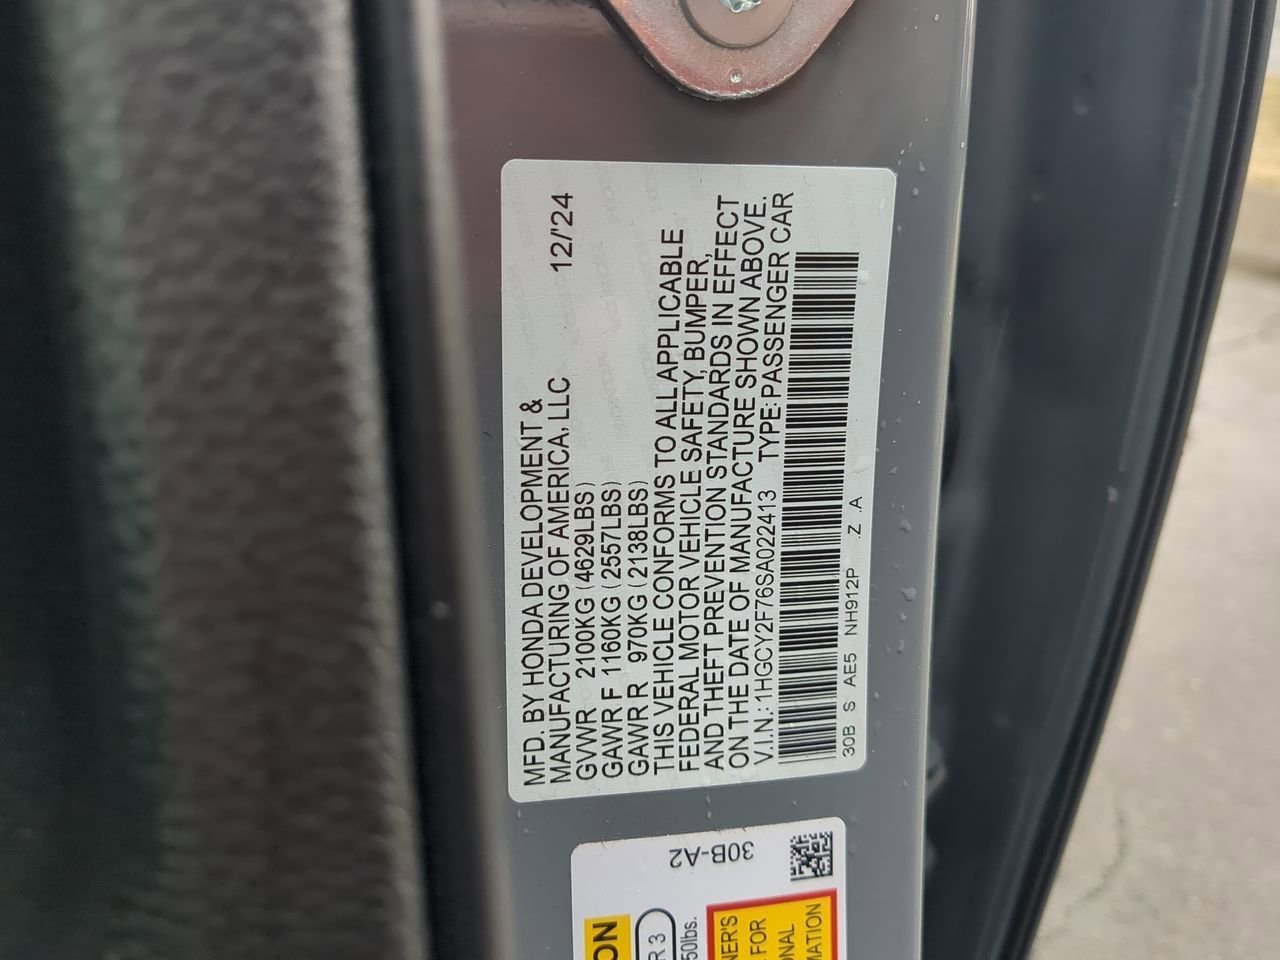 MFD. BY HONDA DEVELOPMENT &
MANUFACTURING OF AMERICA, LLC 12/'24
GVWR 2100KG (4629LBS)
GAWR F 1160KG (2557LBS)
GAWR R 970KG (2138LBS)
THIS VEHICLE CONFORMS TO ALL APPLICABLE
FEDERAL MOTOR VEHICLE SAFETY, BUMPER,
AND THEFT PREVENTION STANDARDS IN EFFECT
ON THE DATE OF MANUFACTURE SHOWN ABOVE.
V.I.N.: 1HGCY2F76SA022413 TYPE: PASSENGER CAR
30B S AE5 NH912P .Z .A
30B-A2